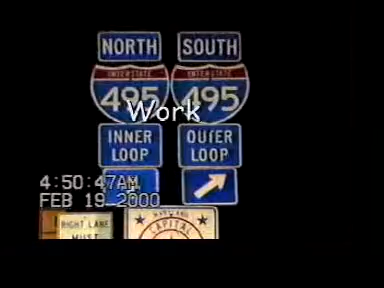 NORTH SOUTH
INTERSTATE INTERSTATE
495 495
Work
INNER OUTER
LOOP LOOP
4:50:47AM
FEB 19 2000
RIGHT LANE
MUST
MARYLAND
CAPITAL